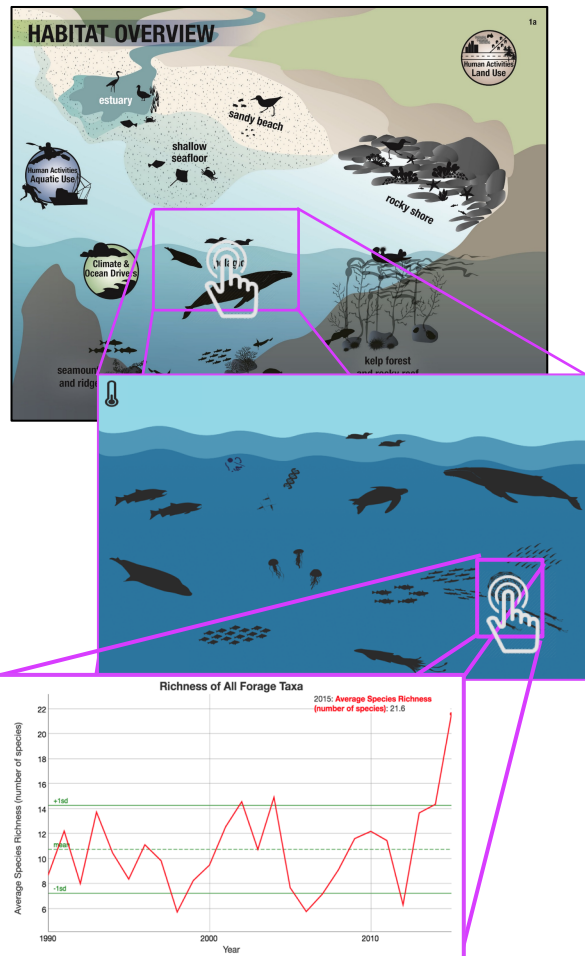 HABITAT OVERVIEW
1a
Human Activities
Land Use
estuary
sandy beach
shallow
seafloor
Human Activities
Aquatic Use
rocky shore
Climate &
Ocean Drivers
kelp forest
and ridge
Richness of All Forage Taxa
2015: Average Species Richness
(number of species): 21.6
Average Species Richness (number of species)
22
20
18
16
14
12
10
8
6
+1sd
mean
-1sd
1990
2000
2010
Year